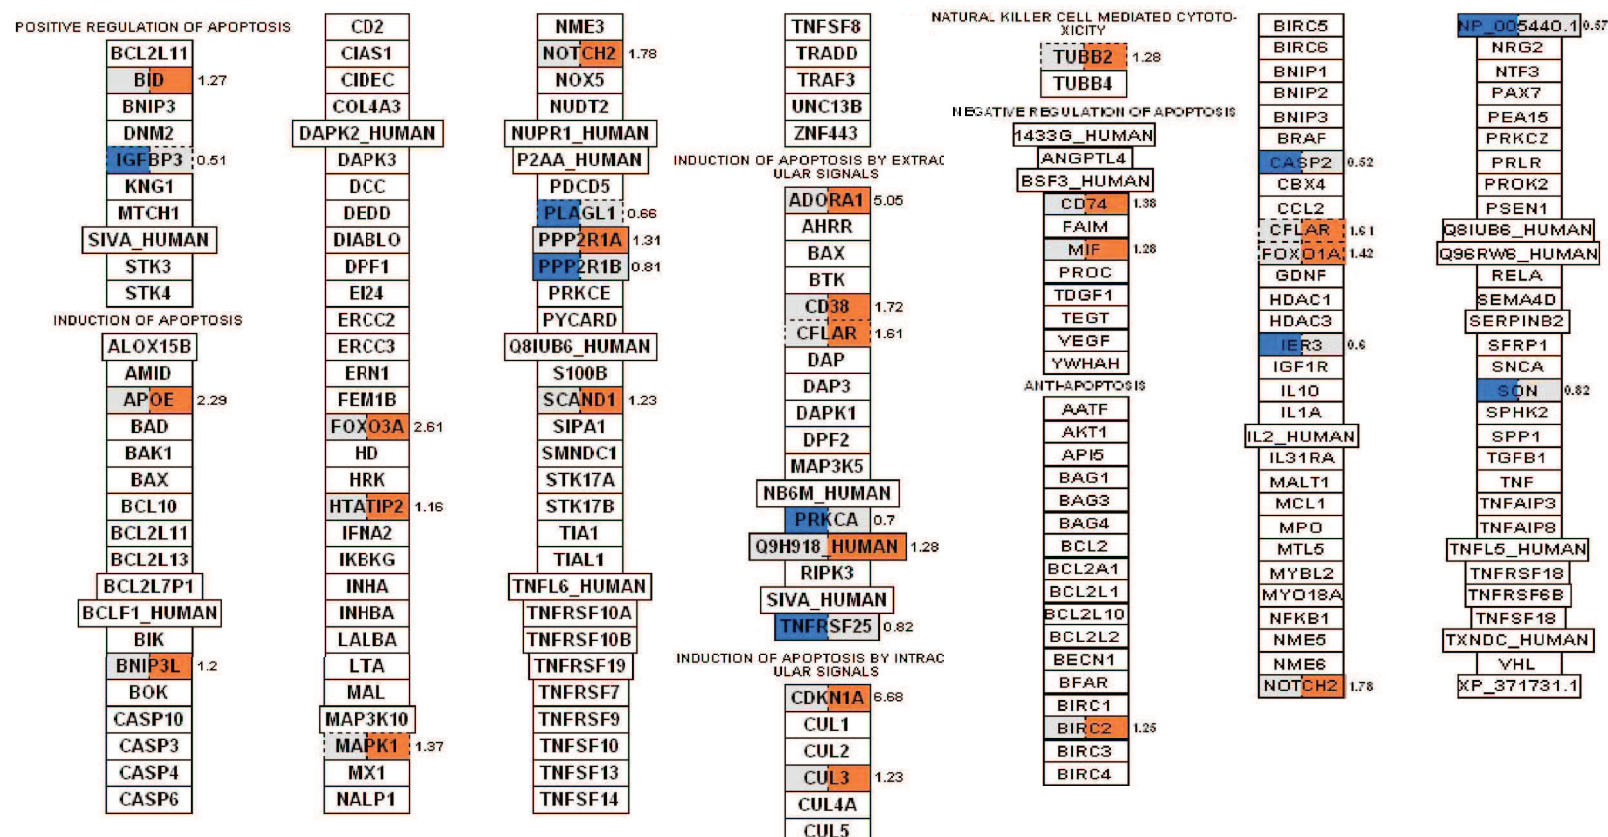 POSITIVE REGULATION OF APOPTOSIS
BCL2L11
BID 1.27
BNIP3
DNM2
IGFBP3 0.51
KNG1
MTCH1
SIVA_HUMAN
STK3
STK4
INDUCTION OF APOPTOSIS
ALOX15B
AMID
APOE 2.29
BAD
BAK1
BAX
BCL10
BCL2L11
BCL2L13
BCL2L7P1
BCLF1_HUMAN
BIK
BNIP3L 1.2
BOK
CASP10
CASP3
CASP4
CASP6
CD2
CIAS1
CIDEC
COL4A3
DAPK2_HUMAN
DAPK3
DCC
DEDD
DIABLO
DPF1
EI24
ERCC2
ERCC3
ERN1
FEM1B
FOXO3A 2.61
HD
HRK
HTATIP2 1.16
IFNA2
IKBKG
INHA
INHBA
LALBA
LTA
MAL
MAP3K10
MAPK1 1.37
MX1
NALP1
NME3
NOTCH2 1.78
NOX5
NUDT2
NUPR1_HUMAN
P2AA_HUMAN
PDCD5
PLAGL1 0.66
PPP2R1A 1.31
PPP2R1B 0.81
PRKCE
PYCARD
Q8IUB6_HUMAN
S100B
SCAND1 1.23
SIPA1
SMNDC1
STK17A
STK17B
TIA1
TIAL1
TNFL6_HUMAN
TNFRSF10A
TNFRSF10B
TNFRSF19
TNFRSF7
TNFRSF9
TNFSF10
TNFSF13
TNFSF14
TNFSF8
TRADD
TRAF3
UNC13B
ZNF443
INDUCTION OF APOPTOSIS BY EXTRAC
ULAR SIGNALS
ADORA1 5.05
AHRR
BAX
BTK
CD38 1.72
CFLAR 1.61
DAP
DAP3
DAPK1
DPF2
MAP3K5
NB6M_HUMAN
PRKCA 0.7
Q9H918_HUMAN 1.28
RIPK3
SIVA_HUMAN
TNFRSF25 0.82
INDUCTION OF APOPTOSIS BY INTRAC
ULAR SIGNALS
CDKN1A 6.68
CUL1
CUL2
CUL3 1.23
CUL4A
CUL5
NATURAL KILLER CELL MEDIATED CYTOTO-
XICITY
TUBB2 1.28
TUBB4
NEGATIVE REGULATION OF APOPTOSIS
1433G_HUMAN
ANGPTL4
BSF3_HUMAN
CD74 1.38
FAIM
MIF 1.28
PROC
TDGF1
TEGT
VEGF
YWHAH
ANTI-APOPTOSIS
AATF
AKT1
API5
BAG1
BAG3
BAG4
BCL2
BCL2A1
BCL2L1
BCL2L10
BCL2L2
BECN1
BFAR
BIRC1
BIRC2 1.25
BIRC3
BIRC4
BIRC5
BIRC6
BNIP1
BNIP2
BNIP3
BRAF
CASP2 0.52
CBX4
CCL2
CFLAR 1.61
FOXO1A 1.42
GDNF
HDAC1
HDAC3
IER3 0.6
IGF1R
IL10
IL1A
IL2_HUMAN
IL31RA
MALT1
MCL1
MPO
MTL5
MYBL2
MYO18A
NFKB1
NME5
NME6
NOTCH2 1.78
NP_005440.1 0.57
NRG2
NTF3
PAX7
PEA15
PRKCZ
PRLR
PROK2
PSEN1
Q8IUB6_HUMAN
Q96RW6_HUMAN
RELA
SEMA4D
SERPINB2
SFRP1
SNCA
SON 0.82
SPHK2
SPP1
TGFB1
TNF
TNFAIP3
TNFAIP8
TNFL5_HUMAN
TNFRSF18
TNFRSF6B
TNFSF18
TXNDC_HUMAN
VHL
XP_371731.1